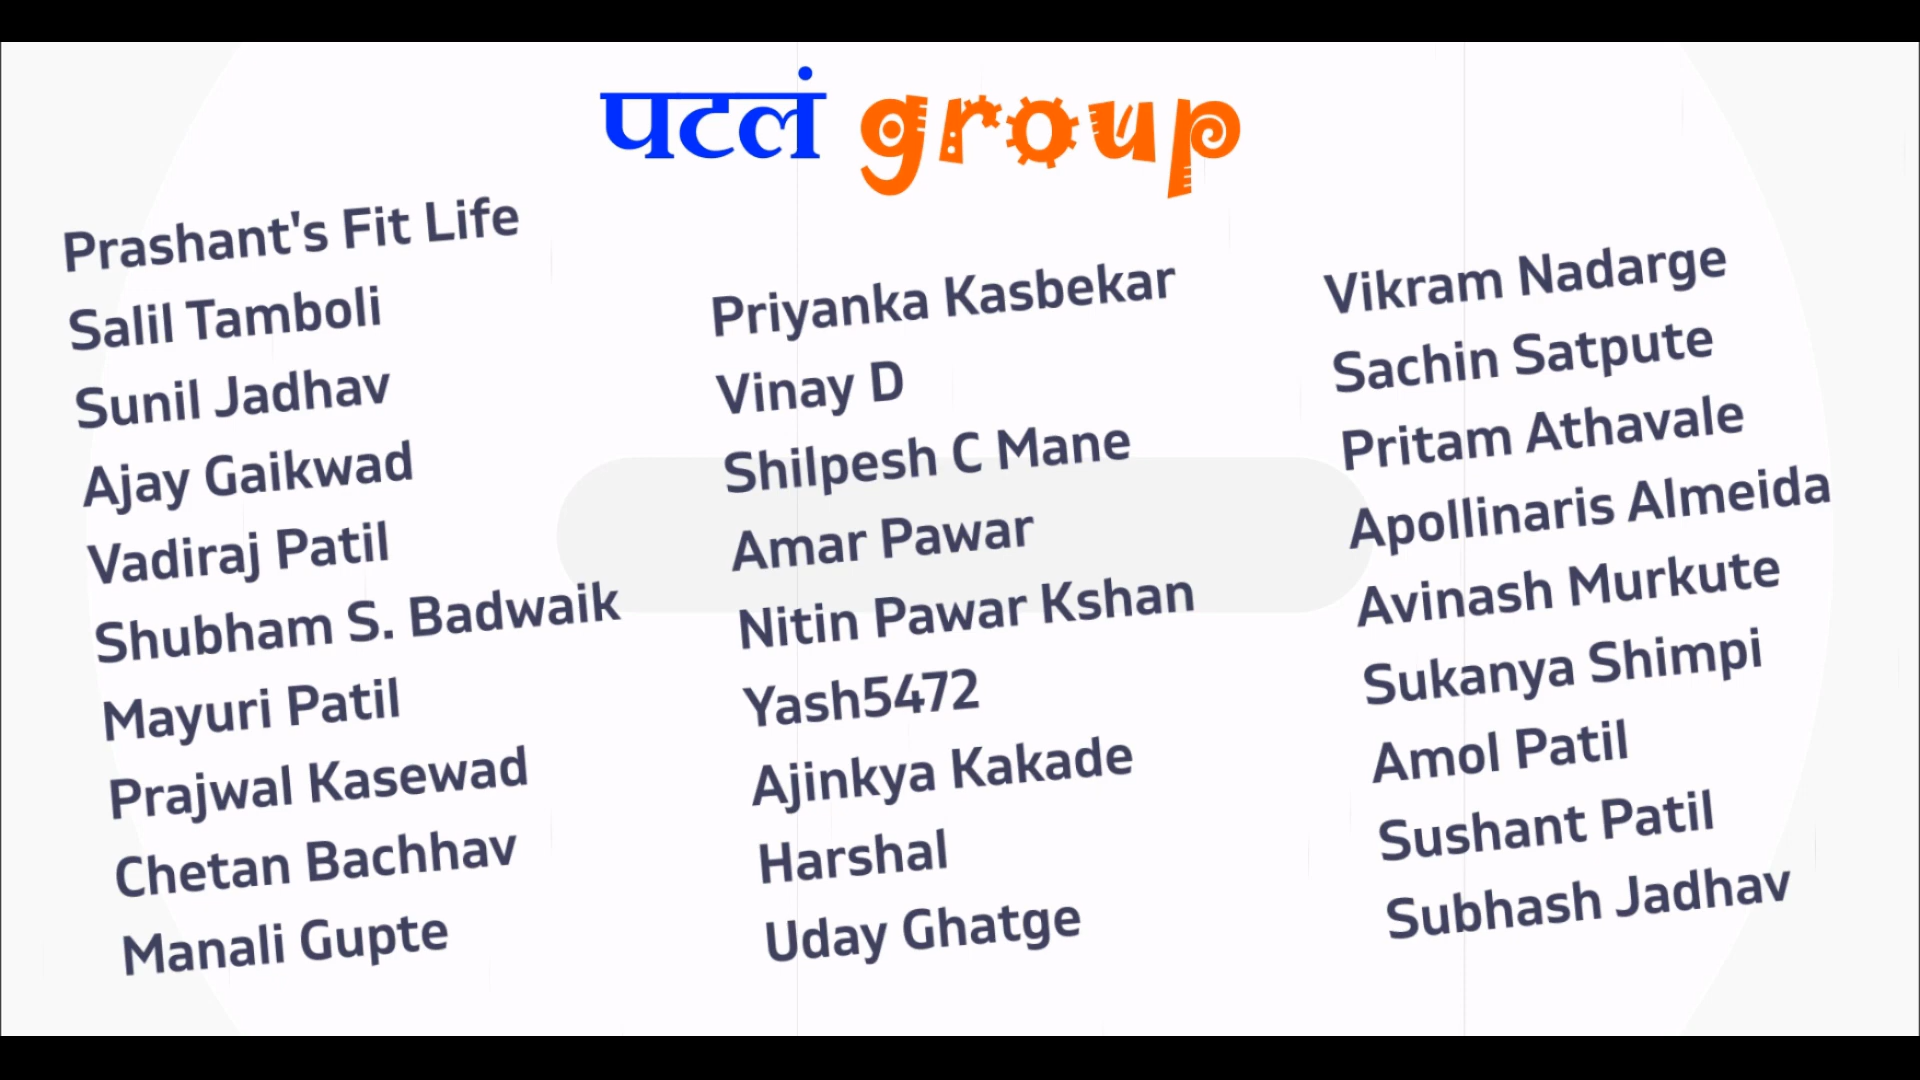 पटलं group
Prashant's Fit Life
Salil Tamboli
Sunil Jadhav
Ajay Gaikwad
Vadiraj Patil
Shubham S. Badwaik
Mayuri Patil
Prajwal Kasewad
Chetan Bachhav
Manali Gupte
Priyanka Kasbekar
Vinay D
Shilpesh C Mane
Amar Pawar
Nitin Pawar Kshan
Yash5472
Ajinkya Kakade
Harshal
Uday Ghatge
Vikram Nadarge
Sachin Satpute
Pritam Athavale
Apollinaris Almeida
Avinash Murkute
Sukanya Shimpi
Amol Patil
Sushant Patil
Subhash Jadhav